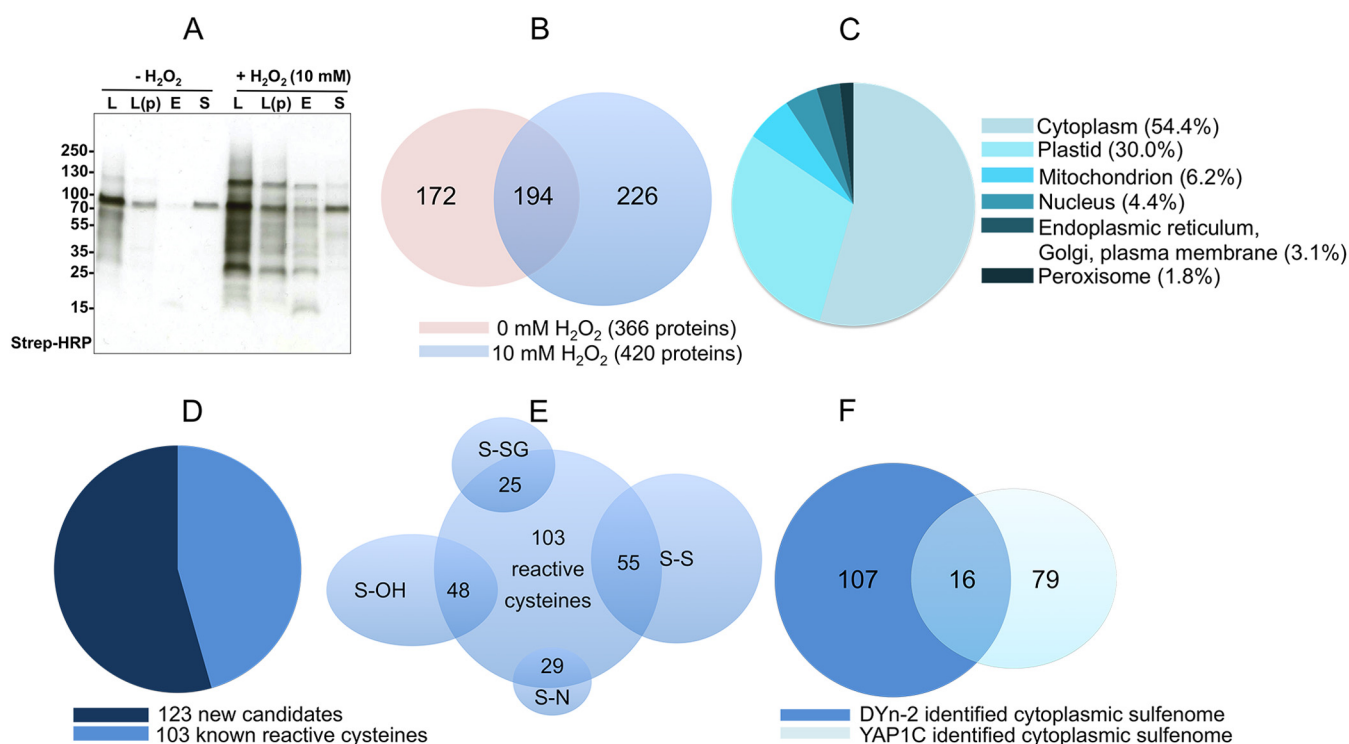 A
- H₂O₂
+ H₂O₂ (10 mM)
L L(p) E S L L(p) E S
250
130
100
70
55
35
25
15
Strep-HRP
B
172
194
226
0 mM H₂O₂ (366 proteins)
10 mM H₂O₂ (420 proteins)
C
Cytoplasm (54.4%)
Plastid (30.0%)
Mitochondrion (6.2%)
Nucleus (4.4%)
Endoplasmic reticulum,
Golgi, plasma membrane (3.1%)
Peroxisome (1.8%)
D
123 new candidates
103 known reactive cysteines
E
S-SG
25
103
reactive
cysteines
55
S-S
S-OH
48
29
S-N
F
107
16
79
DYn-2 identified cytoplasmic sulfenome
YAP1C identified cytoplasmic sulfenome